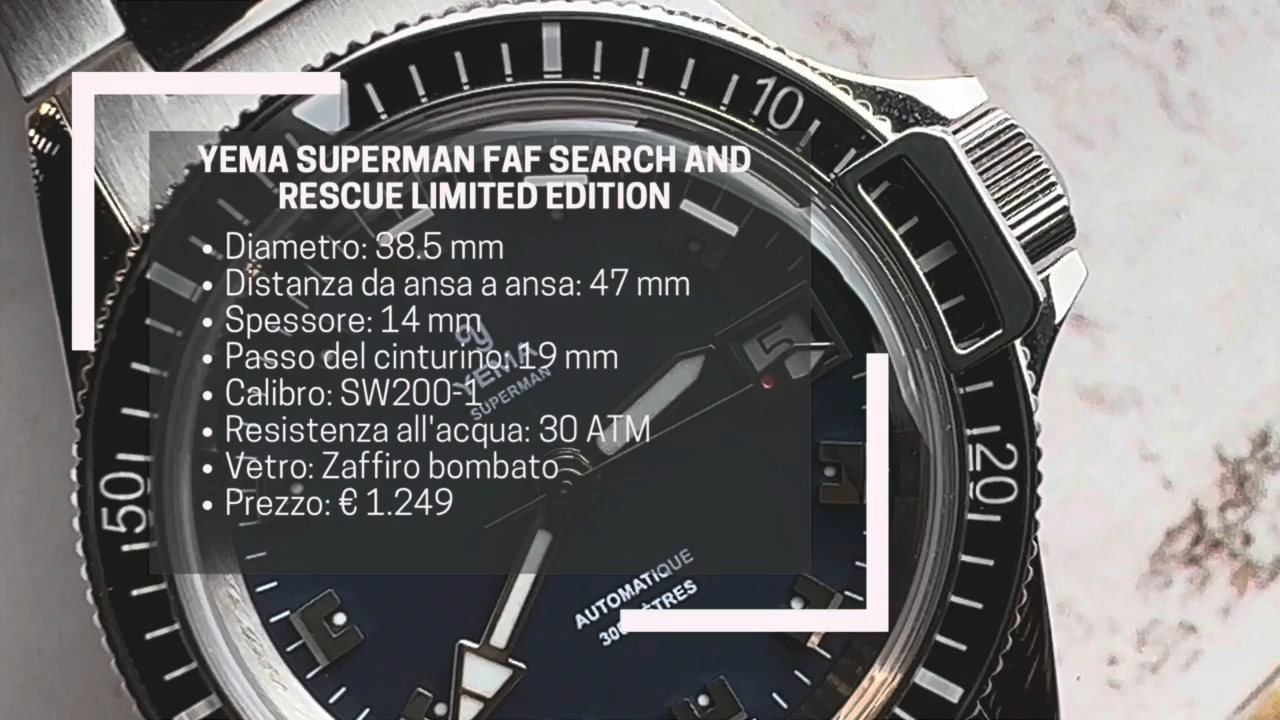 YEMA SUPERMAN FAF SEARCH AND
RESCUE LIMITED EDITION
• Diametro: 38.5 mm
• Distanza da ansa a ansa: 47 mm
• Spessore: 14 mm
• Passo del cinturino: 19 mm
• Calibro: SW200-1
• Resistenza all'acqua: 30 ATM
• Vetro: Zaffiro bombato
• Prezzo: € 1.249
10
5
YEMA
SUPERMAN
20
50
AUTOMATIQUE